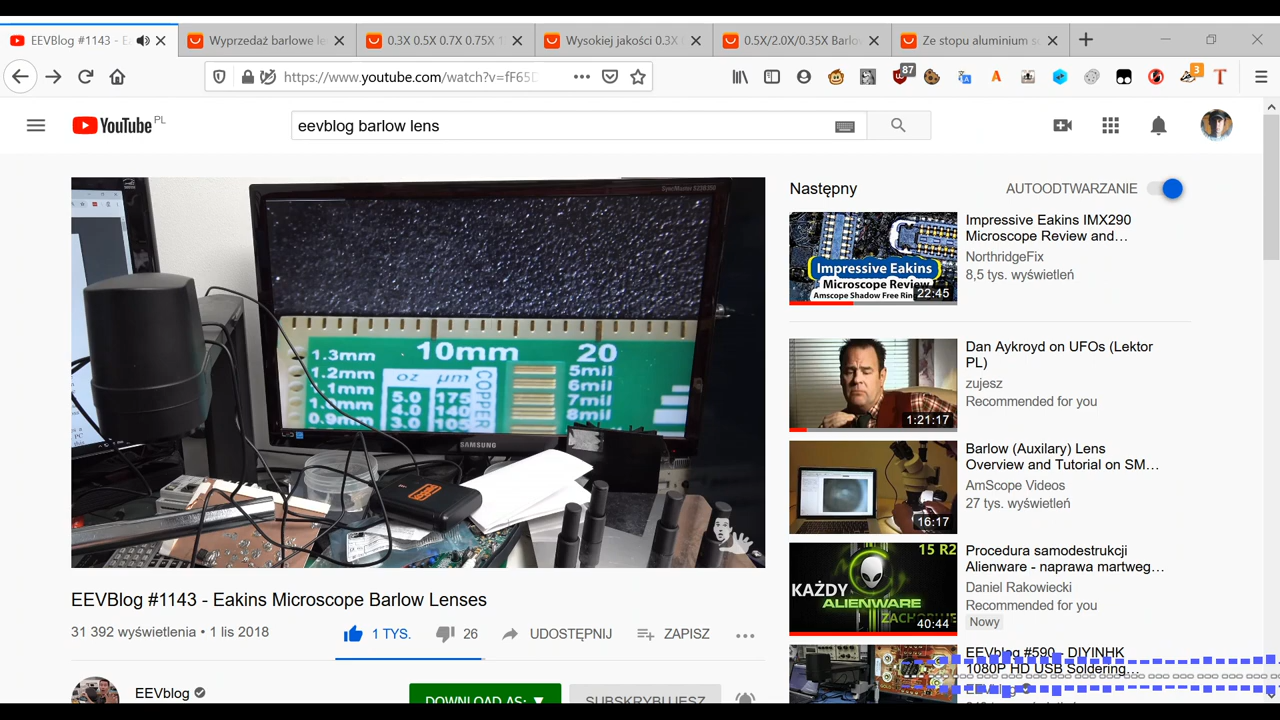 EEVBlog #1143 - Ea
Wyprzedaż barlowe le
0.3X 0.5X 0.7X 0.75X 1
Wysokiej jakości 0.3X
0.5X/2.0X/0.35X Barlo
Ze stopu aluminium s
https://www.youtube.com/watch?v=fF65D
87
3
YouTube PL
eevblog barlow lens
SyncMaster
1.3mm 10mm 20
1.2mm oz µm COPPER 5mil
.1mm 5.0 175 6mil
4.0 140 7mil
3.0 105 8mil
SAMSUNG
EEVBlog #1143 - Eakins Microscope Barlow Lenses
31 392 wyświetlenia • 1 lis 2018
1 TYS.
26
UDOSTĘPNIJ
ZAPISZ
EEVblog
DOWNLOAD AS: ▼
SUBSKRYBUJESZ
Następny
AUTOODTWARZANIE
Impressive Eakins
Microscope Review
Amscope Shadow Free Rin
22:45
Impressive Eakins IMX290
Microscope Review and…
NorthridgeFix
8,5 tys. wyświetleń
1:21:17
Dan Aykroyd on UFOs (Lektor
PL)
zujesz
Recommended for you
16:17
Barlow (Auxilary) Lens
Overview and Tutorial on SM…
AmScope Videos
27 tys. wyświetleń
15 R2
KAŻDY
ALIENWARE
ZACHOROWE
40:44
Procedura samodestrukcji
Alienware - naprawa martweg…
Daniel Rakowiecki
Recommended for you
Nowy
EEVblog #590 - DIYINHK
1080P HD USB Soldering…
EEVblog